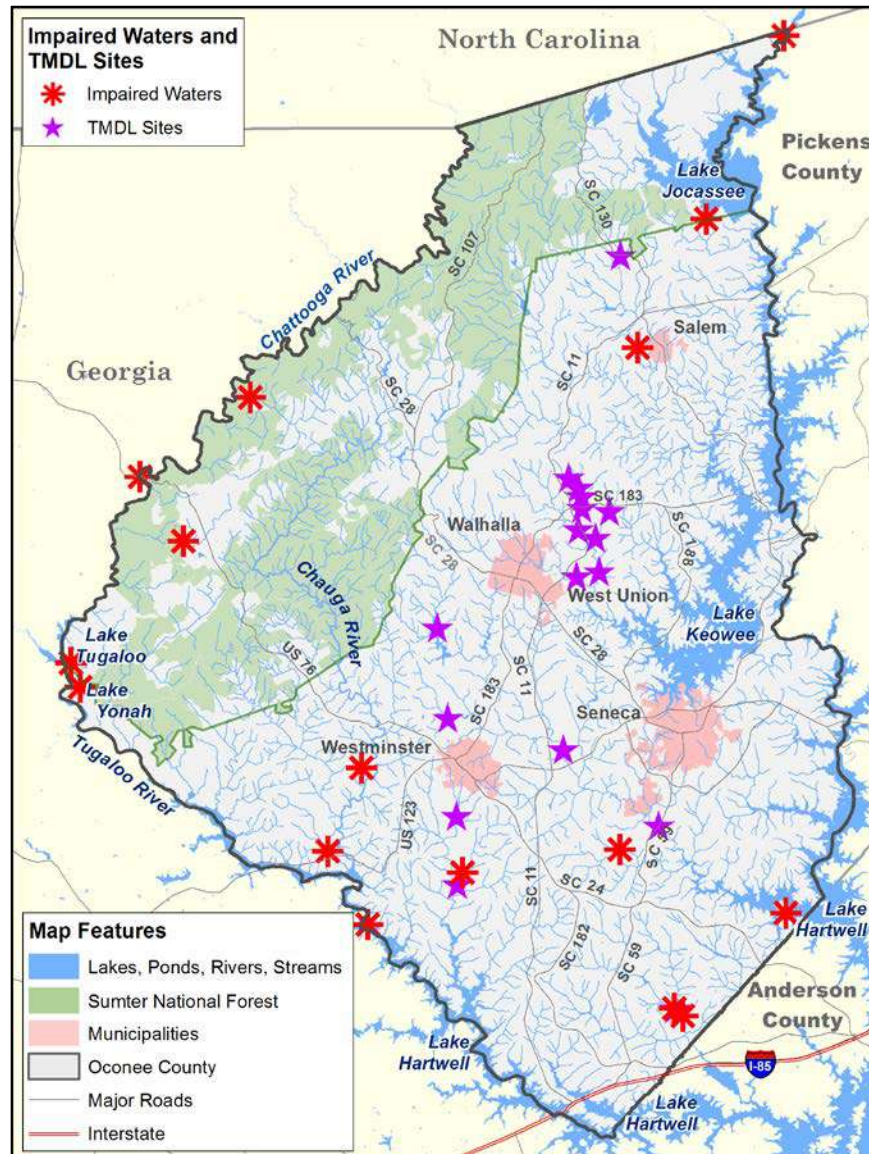 Impaired Waters and
TMDL Sites
Impaired Waters
TMDL Sites
North Carolina
Pickens
County
Lake
Jocassee
SC 130
SC 107
Chattooga River
Salem
Georgia
SC 11
SC 28
SC 183
Walhalla
SC 188
SC 28
Chauga River
West Union
Lake
Keowee
Lake
Tugaloo
US 76
SC 28
SC 11
SC 183
Lake
Yonah
Seneca
Westminster
Tugaloo River
US 123
SC 59
SC 11
SC 24
Lake
Hartwell
SC 182
SC 59
Anderson
County
Lake
Hartwell
I-85
Lake
Hartwell
Map Features
Lakes, Ponds, Rivers, Streams
Sumter National Forest
Municipalities
Oconee County
Major Roads
Interstate